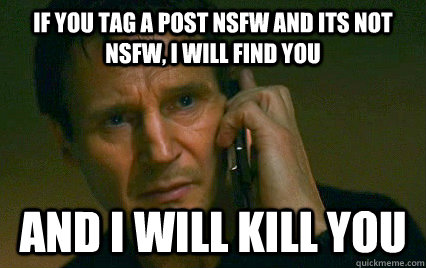 IF YOU TAG A POST NSFW AND ITS NOT
NSFW, I WILL FIND YOU
AND I WILL KILL YOU
quickmeme.com